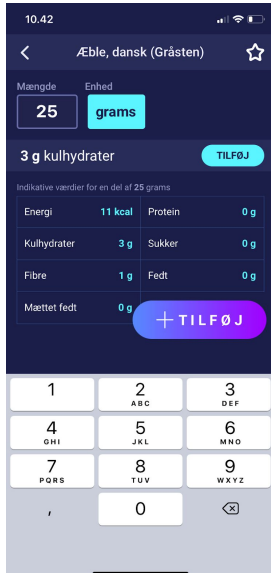 10.42
Æble, dansk (Gråsten)
Mængde Enhed
25 grams
3 g kulhydrater TILFØJ
Indikative værdier for en del af 25 grams
Energi 11 kcal Protein 0 g
Kulhydrater 3 g Sukker 0 g
Fibre 1 g Fedt 0 g
Mættet fedt 0 g
TILFØJ
1 2 3
ABC DEF
4 5 6
GHI JKL MNO
7 8 9
PQRS TUV WXYZ
, 0